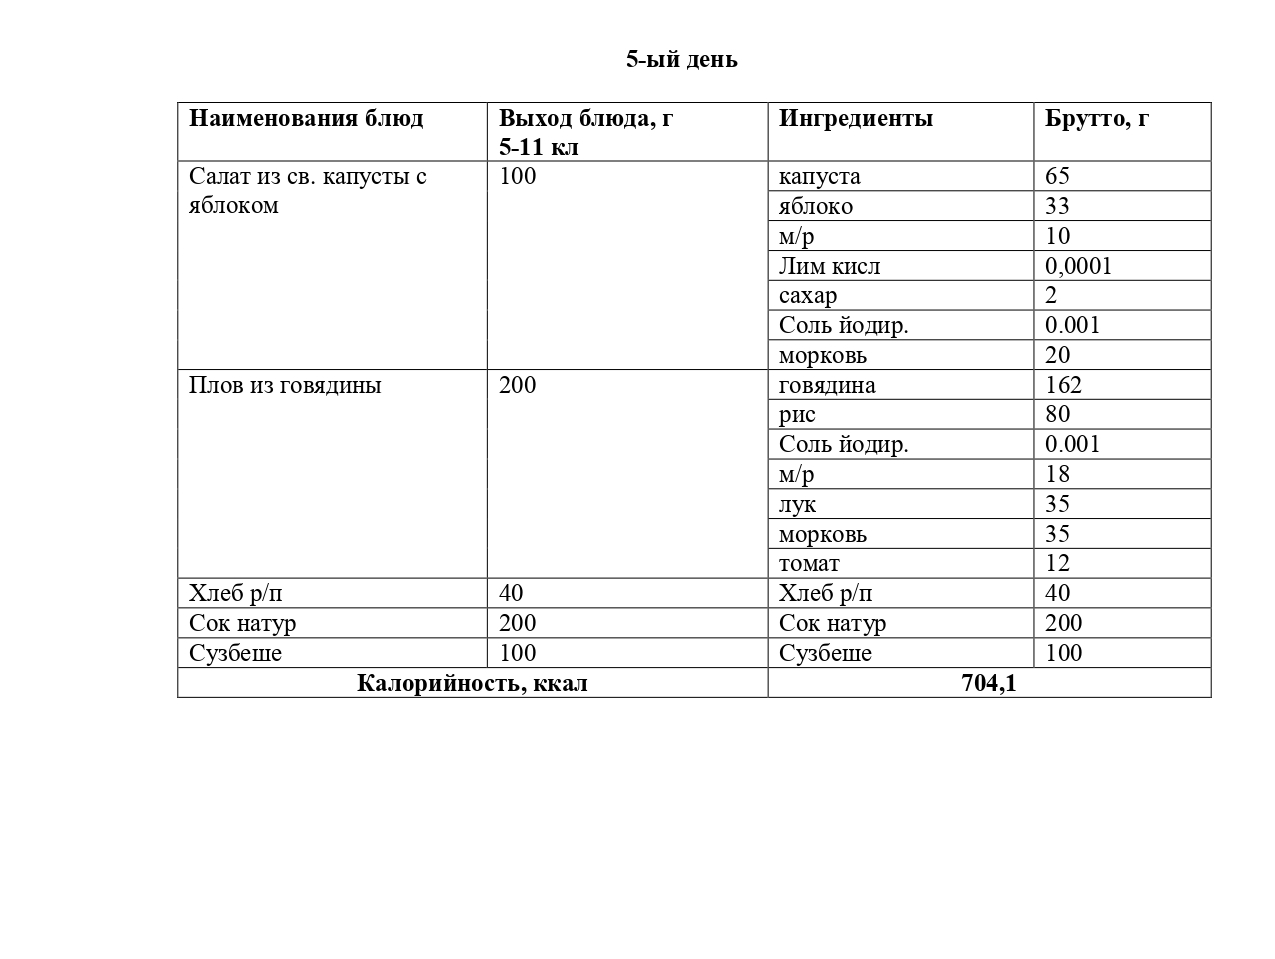 5-ый день
Наименования блюд Выход блюда, г Ингредиенты Брутто, г
5-11 кл
Салат из св. капусты с 100 капуста 65
яблоком яблоко 33
м/р 10
Лим кисл 0,0001
сахар 2
Соль йодир. 0.001
морковь 20
Плов из говядины 200 говядина 162
рис 80
Соль йодир. 0.001
м/р 18
лук 35
морковь 35
томат 12
Хлеб р/п 40 Хлеб р/п 40
Сок натур 200 Сок натур 200
Сузбеше 100 Сузбеше 100
Калорийность, ккал 704,1